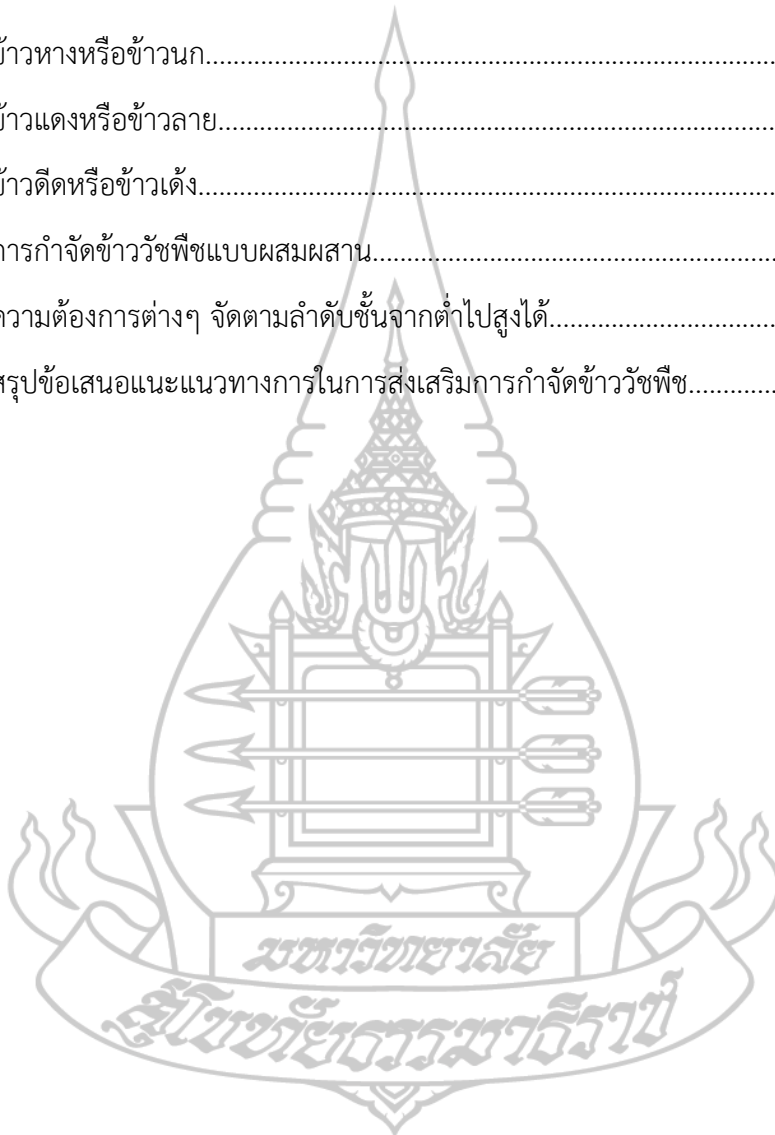 ข้าวหางหรือข้าวนก........................................................................................
ข้าวแดงหรือข้าวลาย......................................................................................
ข้าวดีดหรือข้าวเด้ง.........................................................................................
การกำจัดข้าววัชพืชแบบผสมผสาน..............................................................
ความต้องการต่างๆ จัดตามลำดับชั้นจากต่ำไปสูงได้...................................
สรุปข้อเสนอแนะแนวทางการในการส่งเสริมการกำจัดข้าววัชพืช.............
มหาวิทยาลัย
สุโขทัยธรรมาธิราช